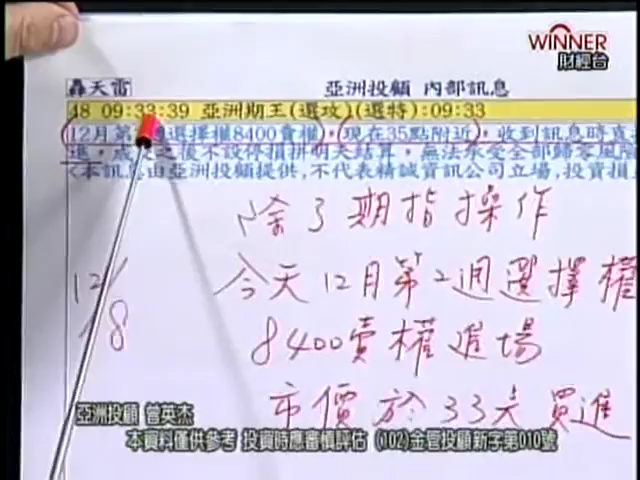 WINNER
財經台
轟天雷 亞洲投顧 內部訊息
48 09:33:39 亞洲期王(選攻)(選特):09:33
12月第 週選擇權8400賣權,現在35點附近,收到訊息時直
進,成交之後不設停損拼明天結算,無法承受全部歸零風險
<本訊息由亞洲投顧提供,不代表精誠資訊公司立場,投資損
除了期指操作
12/ 今天12月第2週選擇權
8400賣權進場
市價於33點買進
亞洲投顧 曾英杰
本資料僅供參考 投資時應審慎評估 (102)金管投顧新字第010號